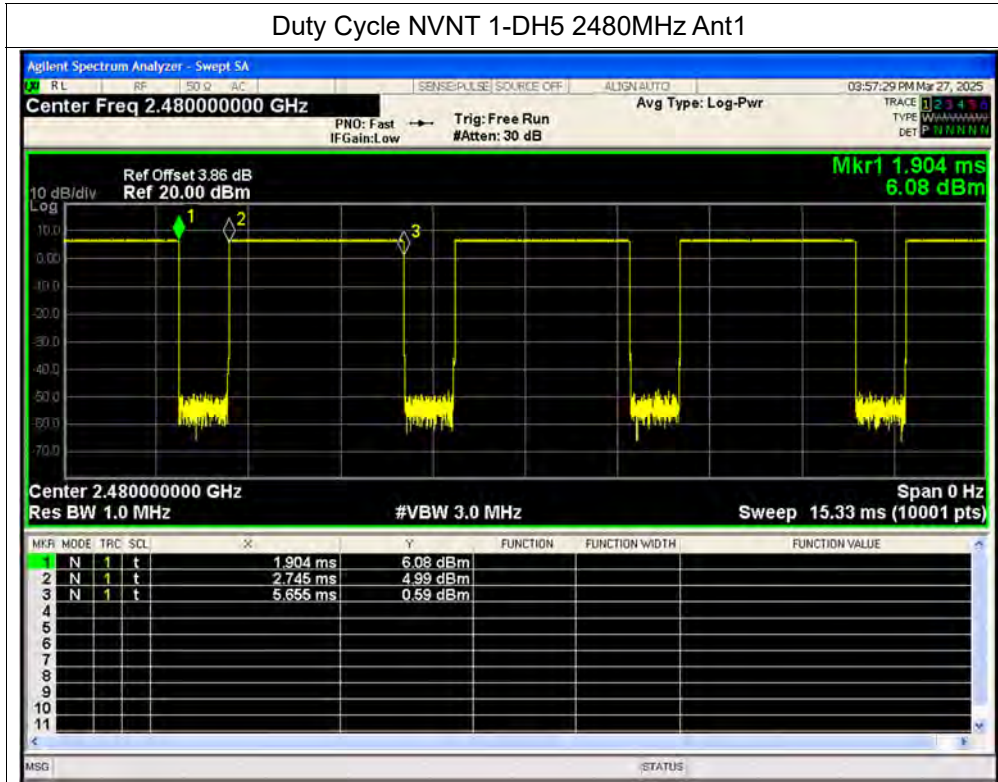 Duty Cycle NVNT 1-DH5 2480MHz Ant1
Agilent Spectrum Analyzer - Swept SA
RL RF 50 Ω AC SENSE:PULSE SOURCE OFF ALIGN AUTO 03:57:29 PM Mar 27, 2025
Center Freq 2.480000000 GHz Avg Type: Log-Pwr TRACE 1 2 3 4 5 6
PNO: Fast Trig: Free Run TYPE W
IFGain:Low #Atten: 30 dB DET P N N N N N
Mkr1 1.904 ms
Ref Offset 3.86 dB 6.08 dBm
10 dB/div Ref 20.00 dBm
Log
1 2 3
10.0
0.00
-10.0
-20.0
-30.0
-40.0
-50.0
-60.0
-70.0
Center 2.480000000 GHz Span 0 Hz
Res BW 1.0 MHz #VBW 3.0 MHz Sweep 15.33 ms (10001 pts)
MKR MODE TRC SCL X Y FUNCTION FUNCTION WIDTH FUNCTION VALUE
1 N 1 t 1.904 ms 6.08 dBm
2 N 1 t 2.745 ms 4.99 dBm
3 N 1 t 5.655 ms 0.59 dBm
4
5
6
7
8
9
10
11
MSG STATUS